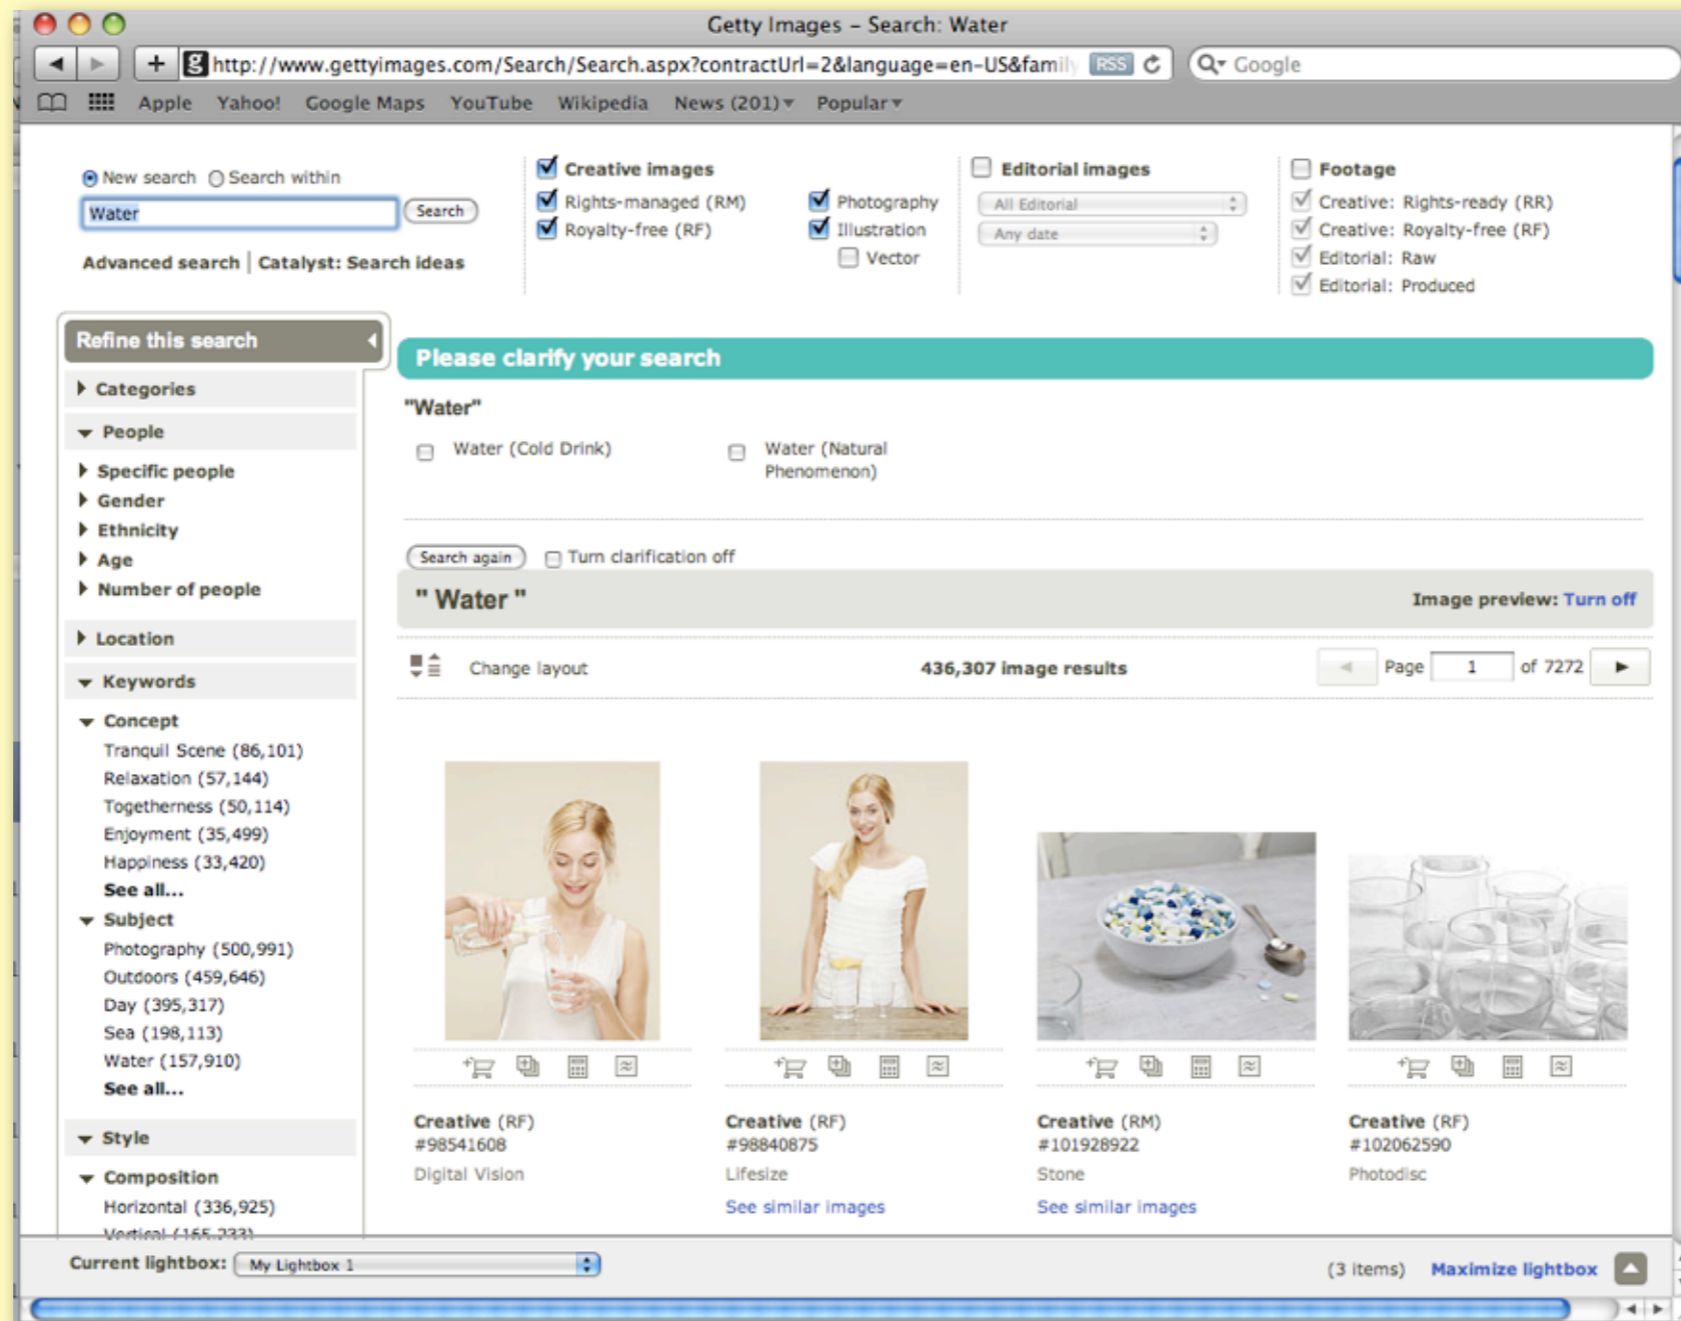 Getty Images – Search: Water
http://www.gettyimages.com/Search/Search.aspx?contractUrl=2&language=en-US&famil
RSS
Google
Apple Yahoo! Google Maps YouTube Wikipedia News (201) Popular
New search Search within
Water
Search
Advanced search | Catalyst: Search ideas
Creative images
Rights-managed (RM)
Royalty-free (RF)
Photography
Illustration
Vector
Editorial images
All Editorial
Any date
Footage
Creative: Rights-ready (RR)
Creative: Royalty-free (RF)
Editorial: Raw
Editorial: Produced
Refine this search
Categories
People
Specific people
Gender
Ethnicity
Age
Number of people
Location
Keywords
Concept
Tranquil Scene (86,101)
Relaxation (57,144)
Togetherness (50,114)
Enjoyment (35,499)
Happiness (33,420)
See all...
Subject
Photography (500,991)
Outdoors (459,646)
Day (395,317)
Sea (198,113)
Water (157,910)
See all...
Style
Composition
Horizontal (336,925)
Vertical (165,233)
Please clarify your search
"Water"
Water (Cold Drink)
Water (Natural
Phenomenon)
Search again
Turn clarification off
" Water "
Image preview: Turn off
Change layout
436,307 image results
Page 1 of 7272
Creative (RF)
#98541608
Digital Vision
Creative (RF)
#98840875
Lifesize
See similar images
Creative (RM)
#101928922
Stone
See similar images
Creative (RF)
#102062590
Photodisc
Current lightbox: My Lightbox 1
(3 items) Maximize lightbox